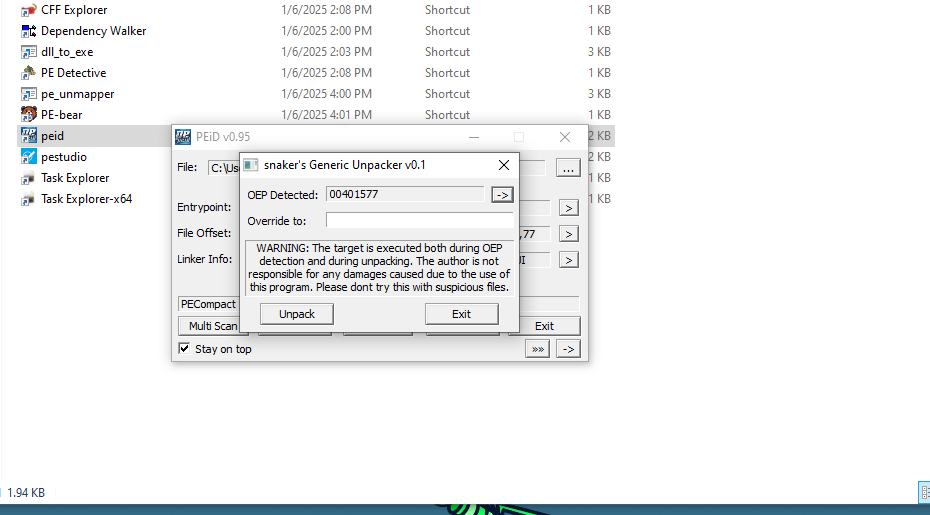 CFF Explorer 1/6/2025 2:08 PM Shortcut 1 KB
Dependency Walker 1/6/2025 2:00 PM Shortcut 1 KB
dll_to_exe 1/6/2025 2:03 PM Shortcut 3 KB
PE Detective 1/6/2025 2:08 PM Shortcut 1 KB
pe_unmapper 1/6/2025 2:00 PM Shortcut 4 KB
PE-bear 1/6/2025 4:01 PM Shortcut 1 KB
peid 2 KB
pestudio 2 KB
Task Explorer 1 KB
Task Explorer-x64 1 KB
PEiD v0.95
File: C:\Us
...
Entrypoint: >
File Offset: ,77 >
Linker Info: >
PECompact
Multi Scan Exit
Stay on top »» ->
snaker's Generic Unpacker v0.1
OEP Detected: 00401577 ->
Override to:
WARNING: The target is executed both during OEP
detection and during unpacking. The author is not
responsible for any damages caused due to the use of
this program. Please dont try this with suspicious files.
Unpack Exit
1.94 KB